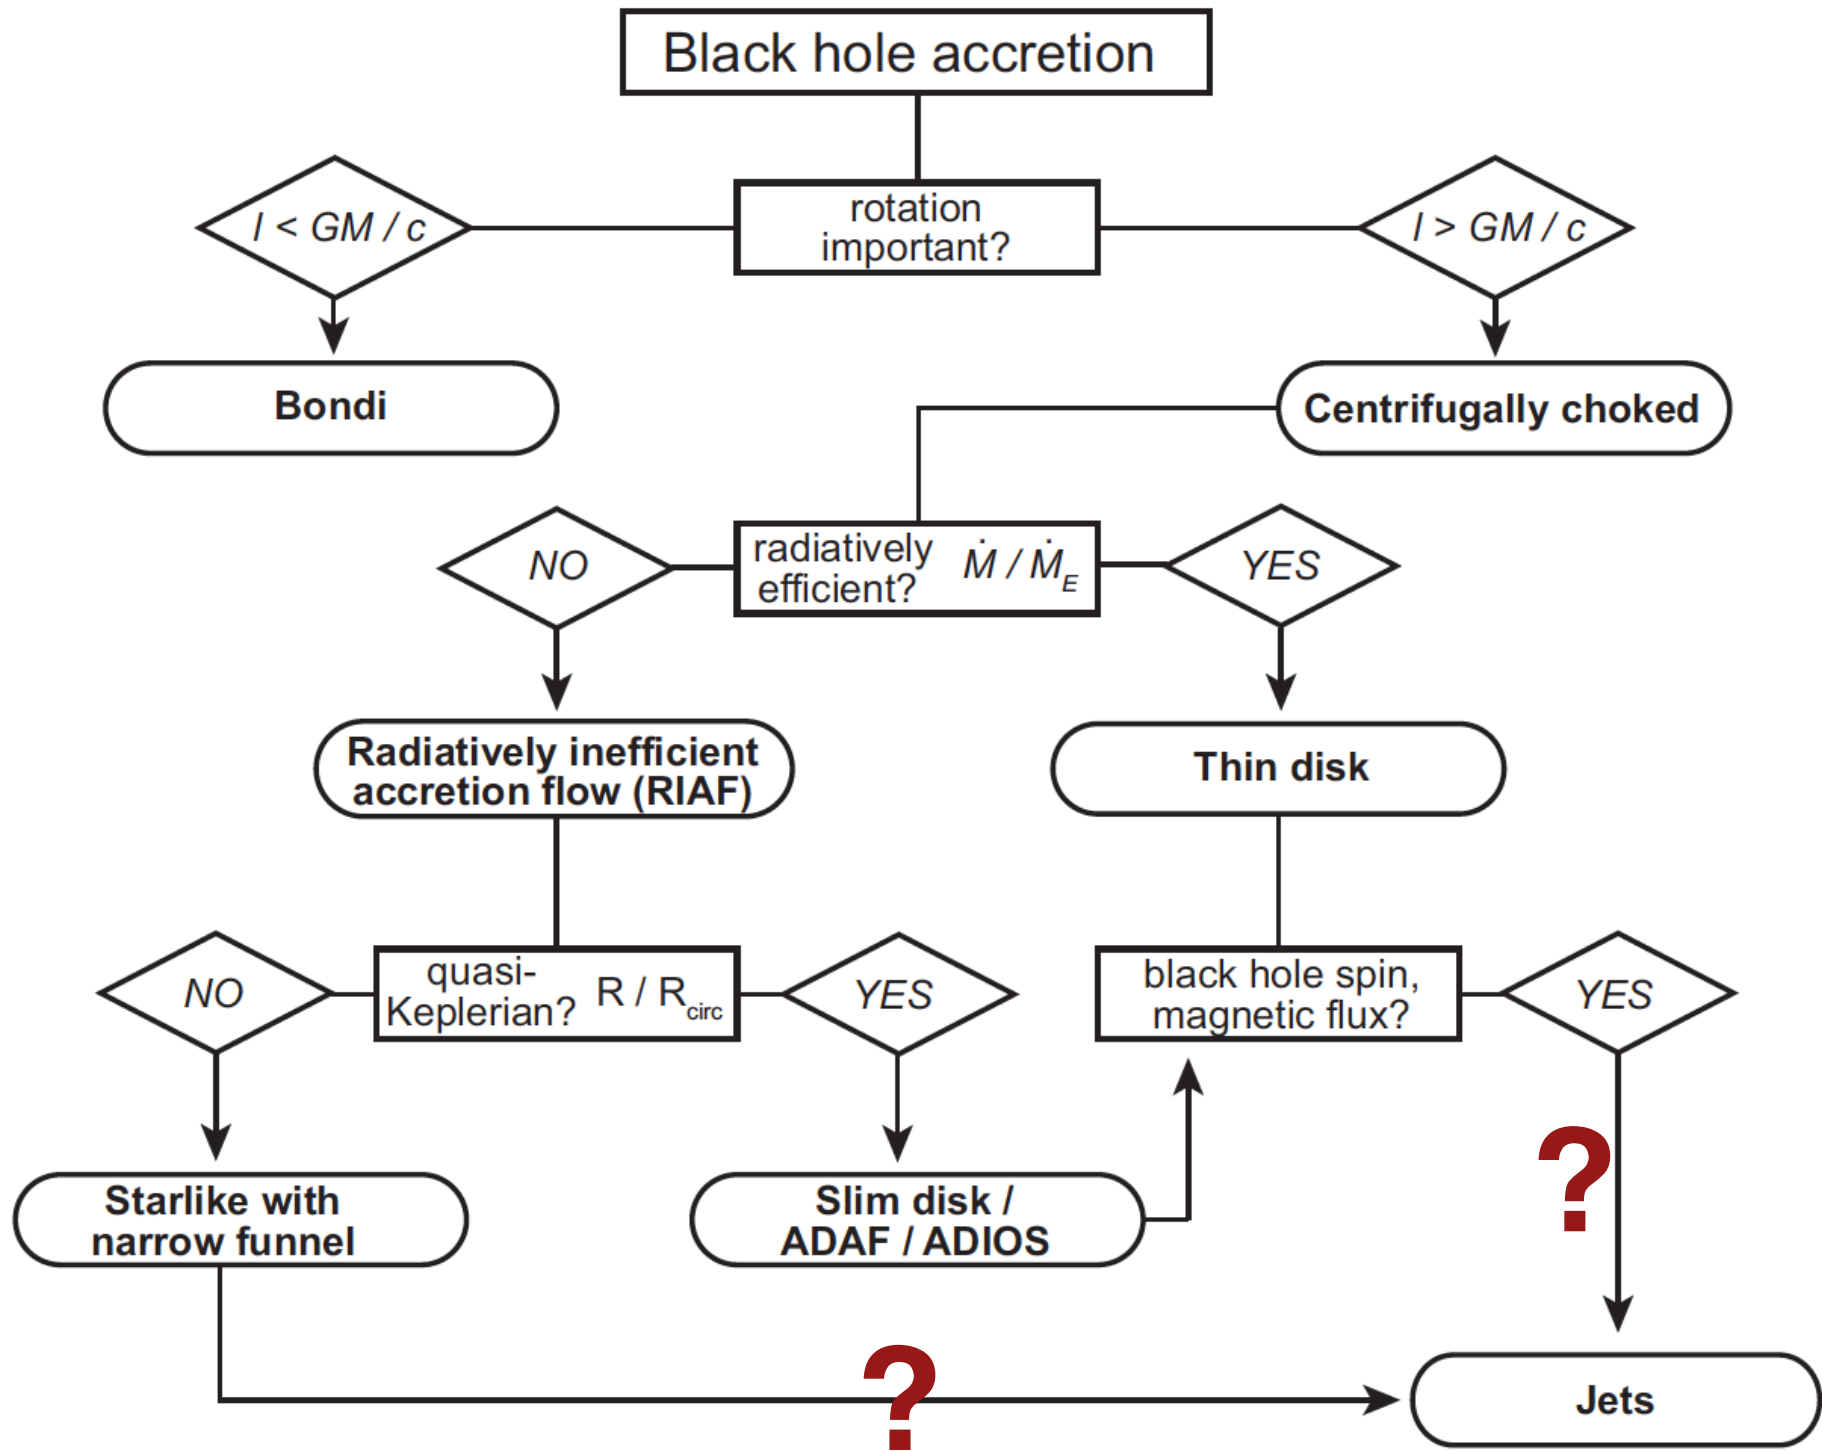 Black hole accretion
l < GM / c
rotation
important?
l > GM / c
Bondi
Centrifugally choked
NO
radiatively
efficient?
Ṁ / Ṁ_E
YES
Radiatively inefficient
accretion flow (RIAF)
Thin disk
NO
quasi-
Keplerian?
R / R_circ
YES
black hole spin,
magnetic flux?
YES
Starlike with
narrow funnel
Slim disk /
ADAF / ADIOS
?
?
Jets